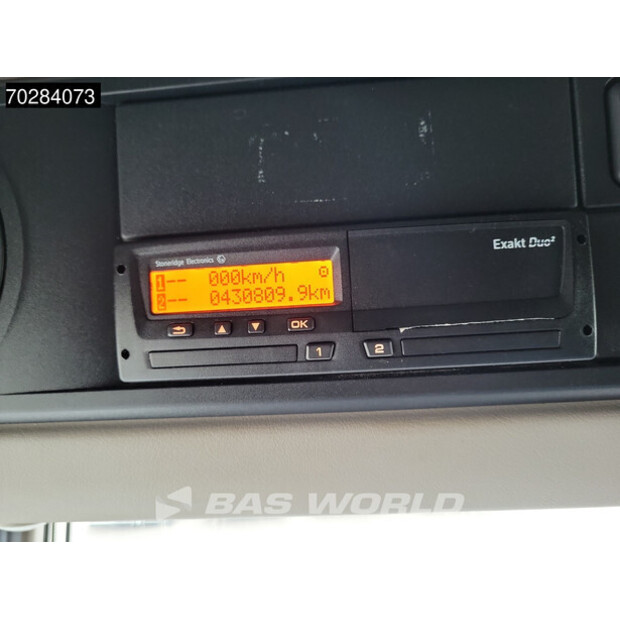 70284073
Exakt Duo²
Stoneridge Electronics
1-- 000km/h
2-- 0430809.9km
OK
1 2
BAS WORLD